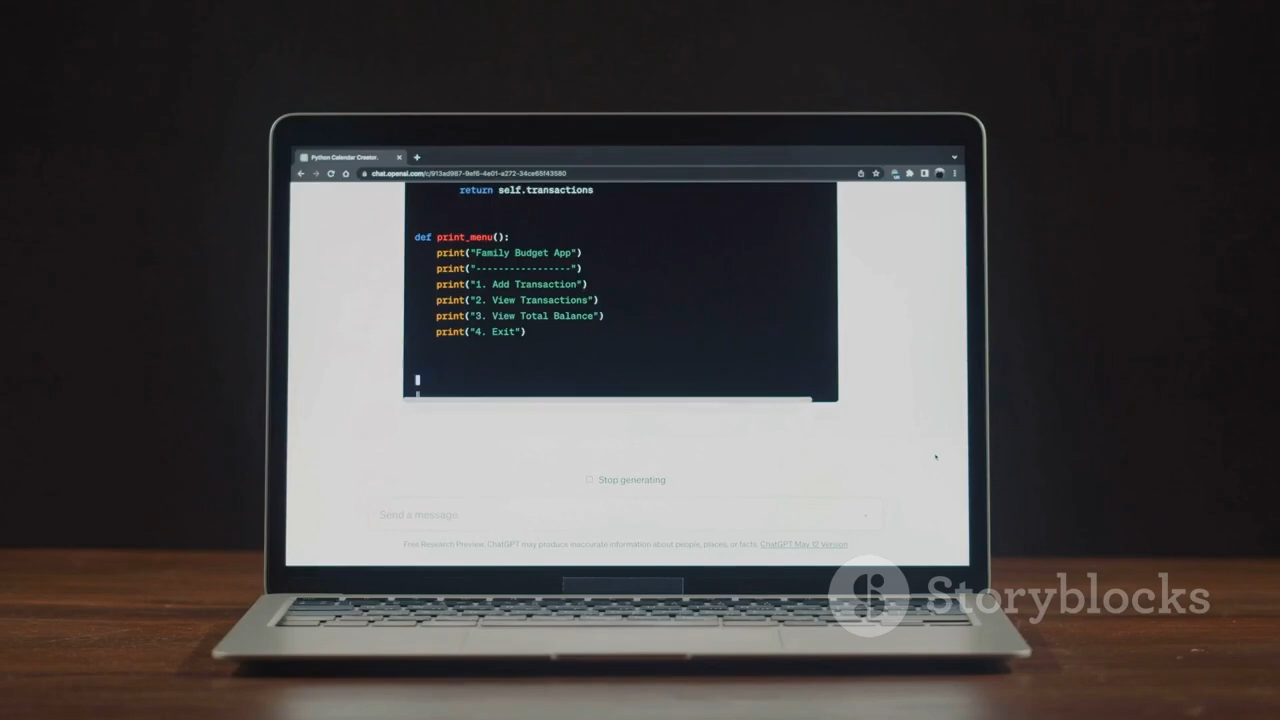 Python Calendar Creator.
chat.openai.com/c/913ad987-9ef6-4e01-a272-34ce65f43580
return self.transactions
def print_menu():
print("Family Budget App")
print("-----------------")
print("1. Add Transaction")
print("2. View Transactions")
print("3. View Total Balance")
print("4. Exit")
Stop generating
Send a message
Free Research Preview. ChatGPT may produce inaccurate information about people, places, or facts. ChatGPT May 12 Version
Storyblocks